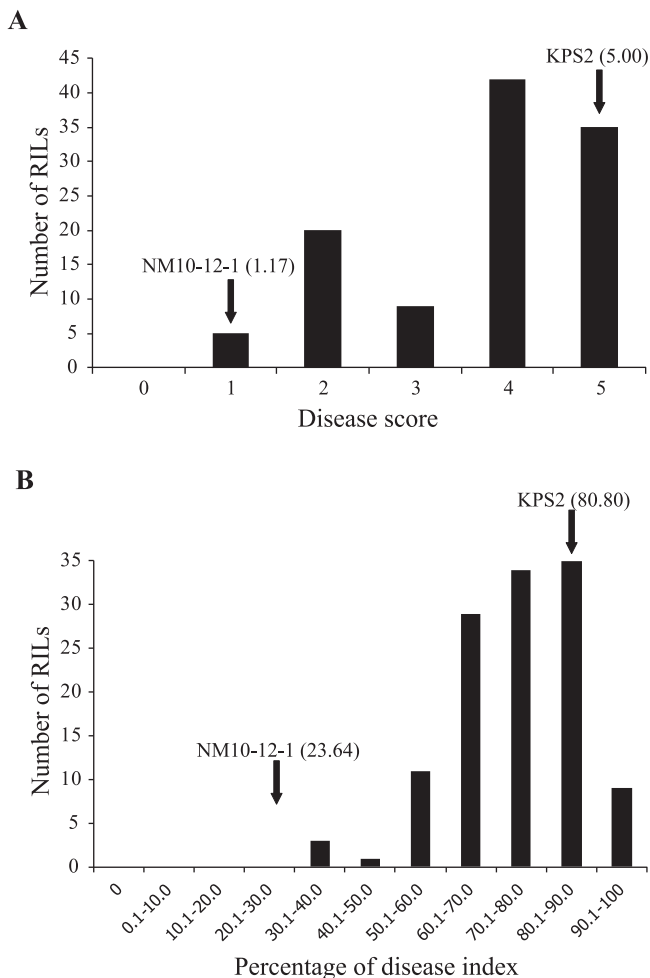 A
KPS2 (5.00)
45
40
35
30
25
20
15
10
5
0
Number of RILs
NM10-12-1 (1.17)
0 1 2 3 4 5
Disease score
B
KPS2 (80.80)
35
30
25
20
15
10
5
0
Number of RILs
NM10-12-1 (23.64)
0 0.1-10.0 10.1-20.0 20.1-30.0 30.1-40.0 40.1-50.0 50.1-60.0 60.1-70.0 70.1-80.0 80.1-90.0 90.1-100
Percentage of disease index